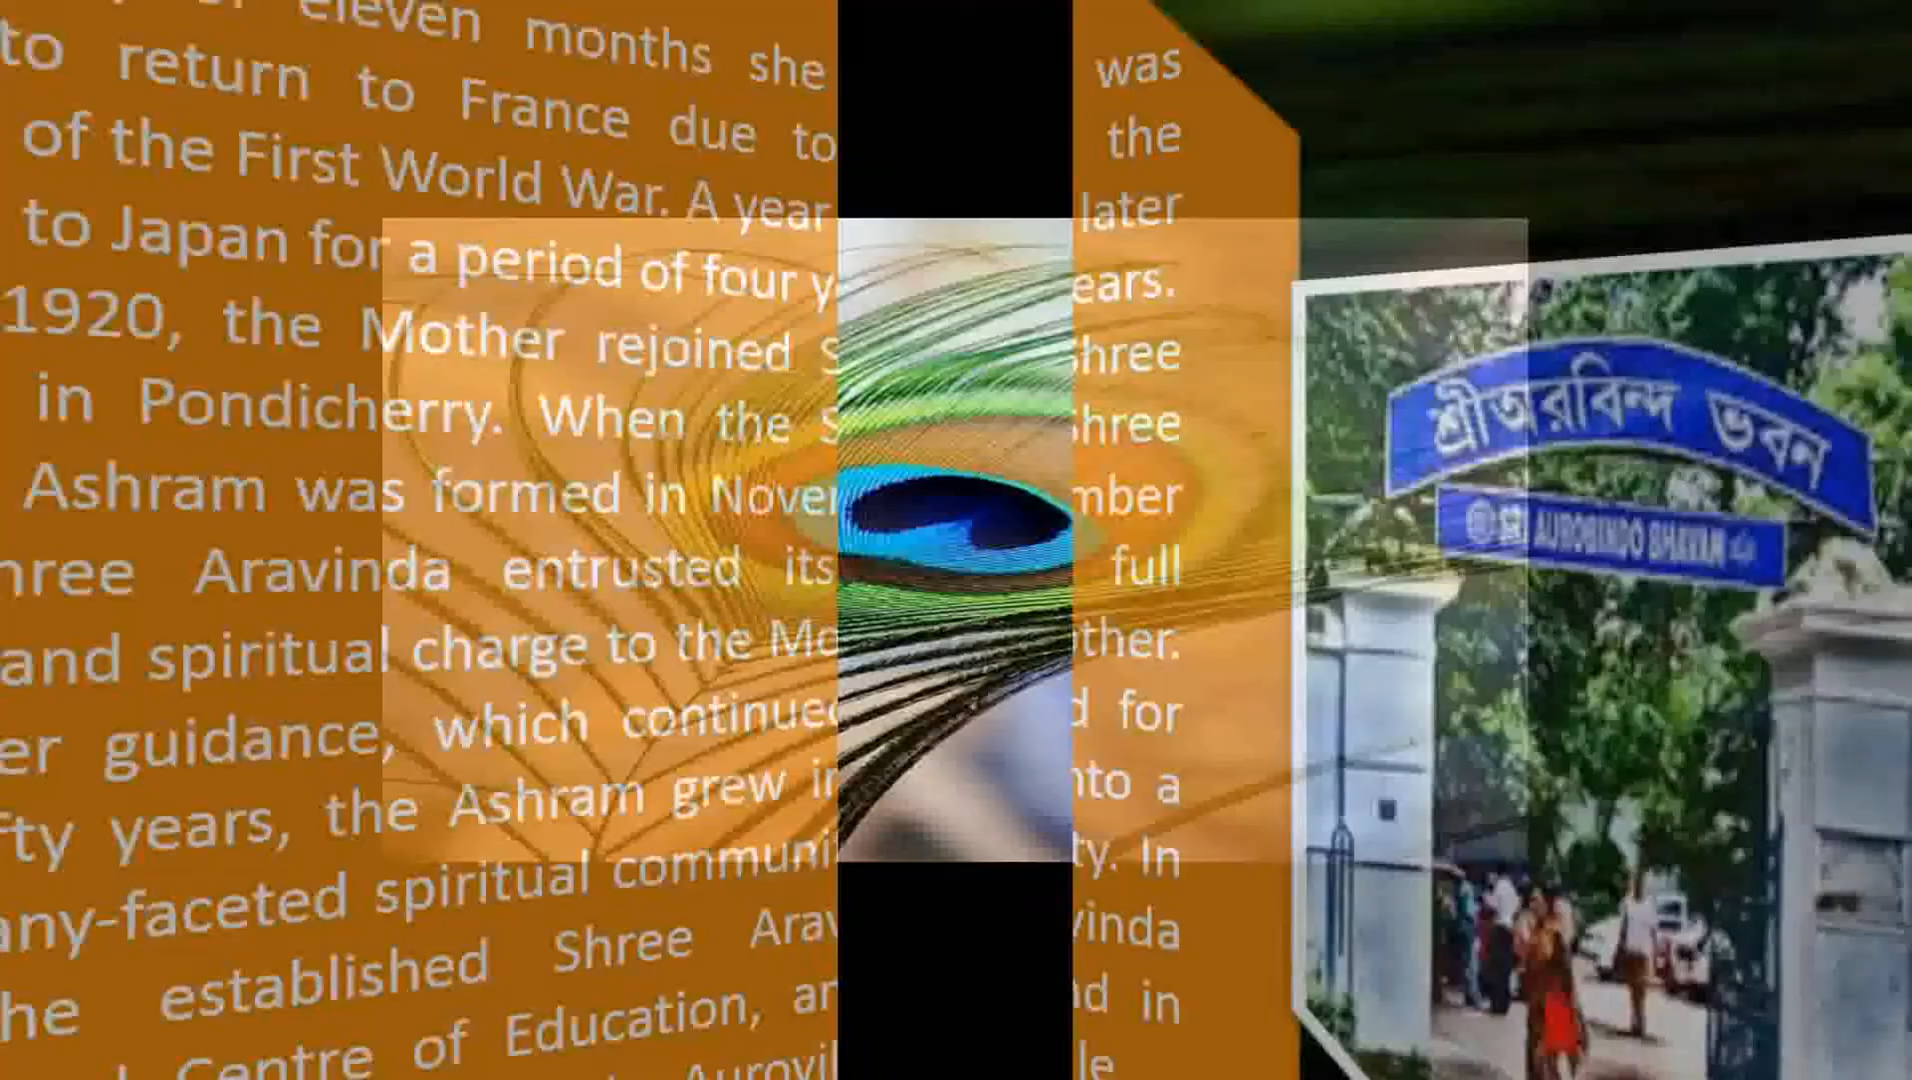 eleven months she was
to return to France due to the
of the First World War. A year later
to Japan for a period of four years.
1920, the Mother rejoined Shree
in Pondicherry. When the Shree
Ashram was formed in November
hree Aravinda entrusted its full
and spiritual charge to the Mother.
er guidance, which continued for
fty years, the Ashram grew into a
any-faceted spiritual community. In
he established Shree Aravinda
Centre of Education, and in
শ্রীঅরবিন্দ ভবন
SRI AUROBINDO BHAVAN